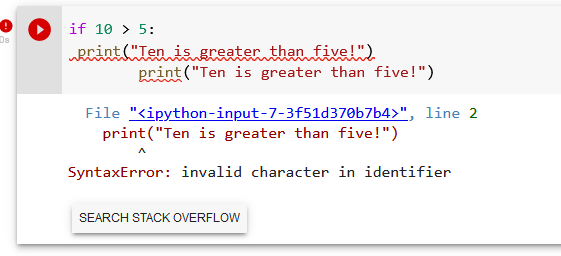 Da
if 10 > 5:
print("Ten is greater than five!")
print("Ten is greater than five!")
File "<ipython-input-7-3f51d370b7b4>", line 2
print("Ten is greater than five!")
^
SyntaxError: invalid character in identifier
SEARCH STACK OVERFLOW